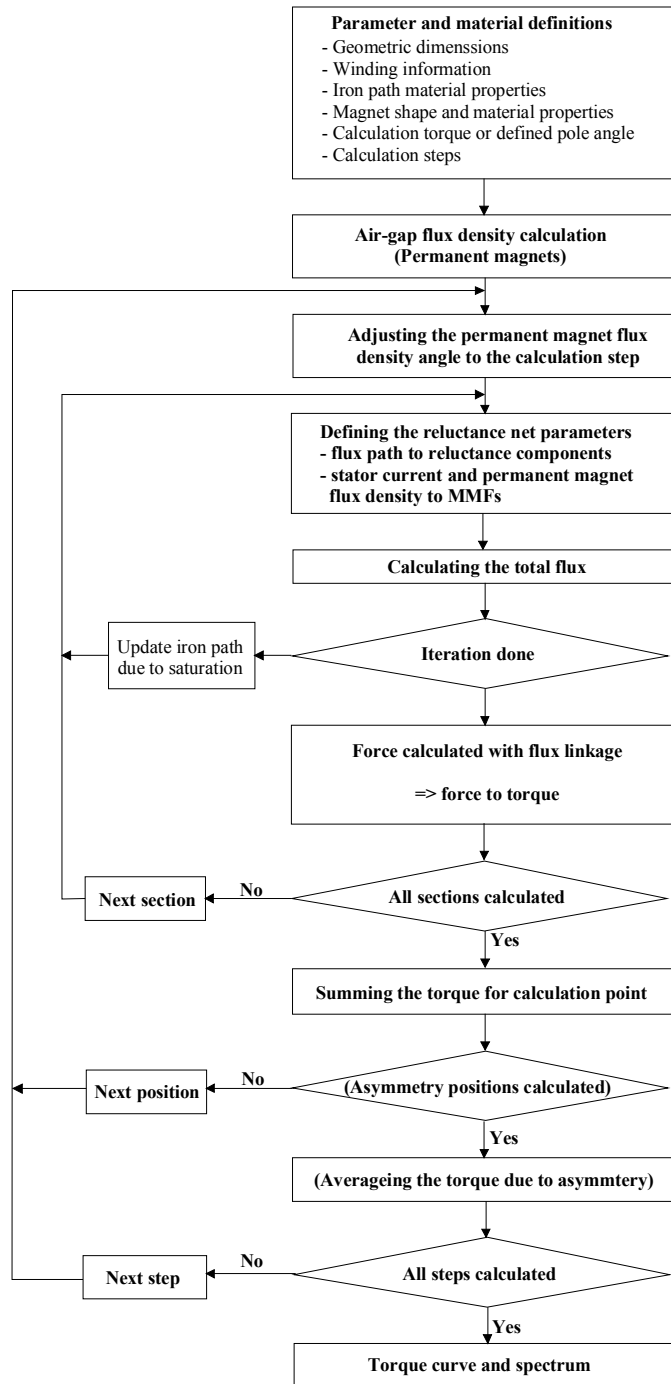 Parameter and material definitions
- Geometric dimenssions
- Winding information
- Iron path material properties
- Magnet shape and material properties
- Calculation torque or defined pole angle
- Calculation steps
Air-gap flux density calculation
(Permanent magnets)
Adjusting the permanent magnet flux
density angle to the calculation step
Defining the reluctance net parameters
- flux path to reluctance components
- stator current and permanent magnet
flux density to MMFs
Calculating the total flux
Update iron path
due to saturation
Iteration done
Force calculated with flux linkage
=> force to torque
Next section
No
All sections calculated
Yes
Summing the torque for calculation point
Next position
No
(Asymmetry positions calculated)
Yes
(Averageing the torque due to asymmtery)
Next step
No
All steps calculated
Yes
Torque curve and spectrum